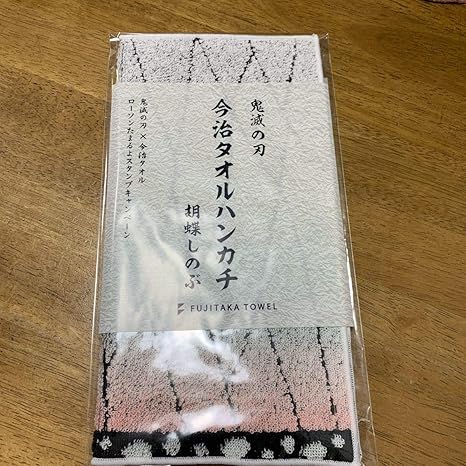 鬼滅の刃
今治タオルハンカチ
胡蝶しのぶ
鬼滅の刃×今治タオル
ローソンたまるよスタンプキャンペーン
FUJITAKA TOWEL